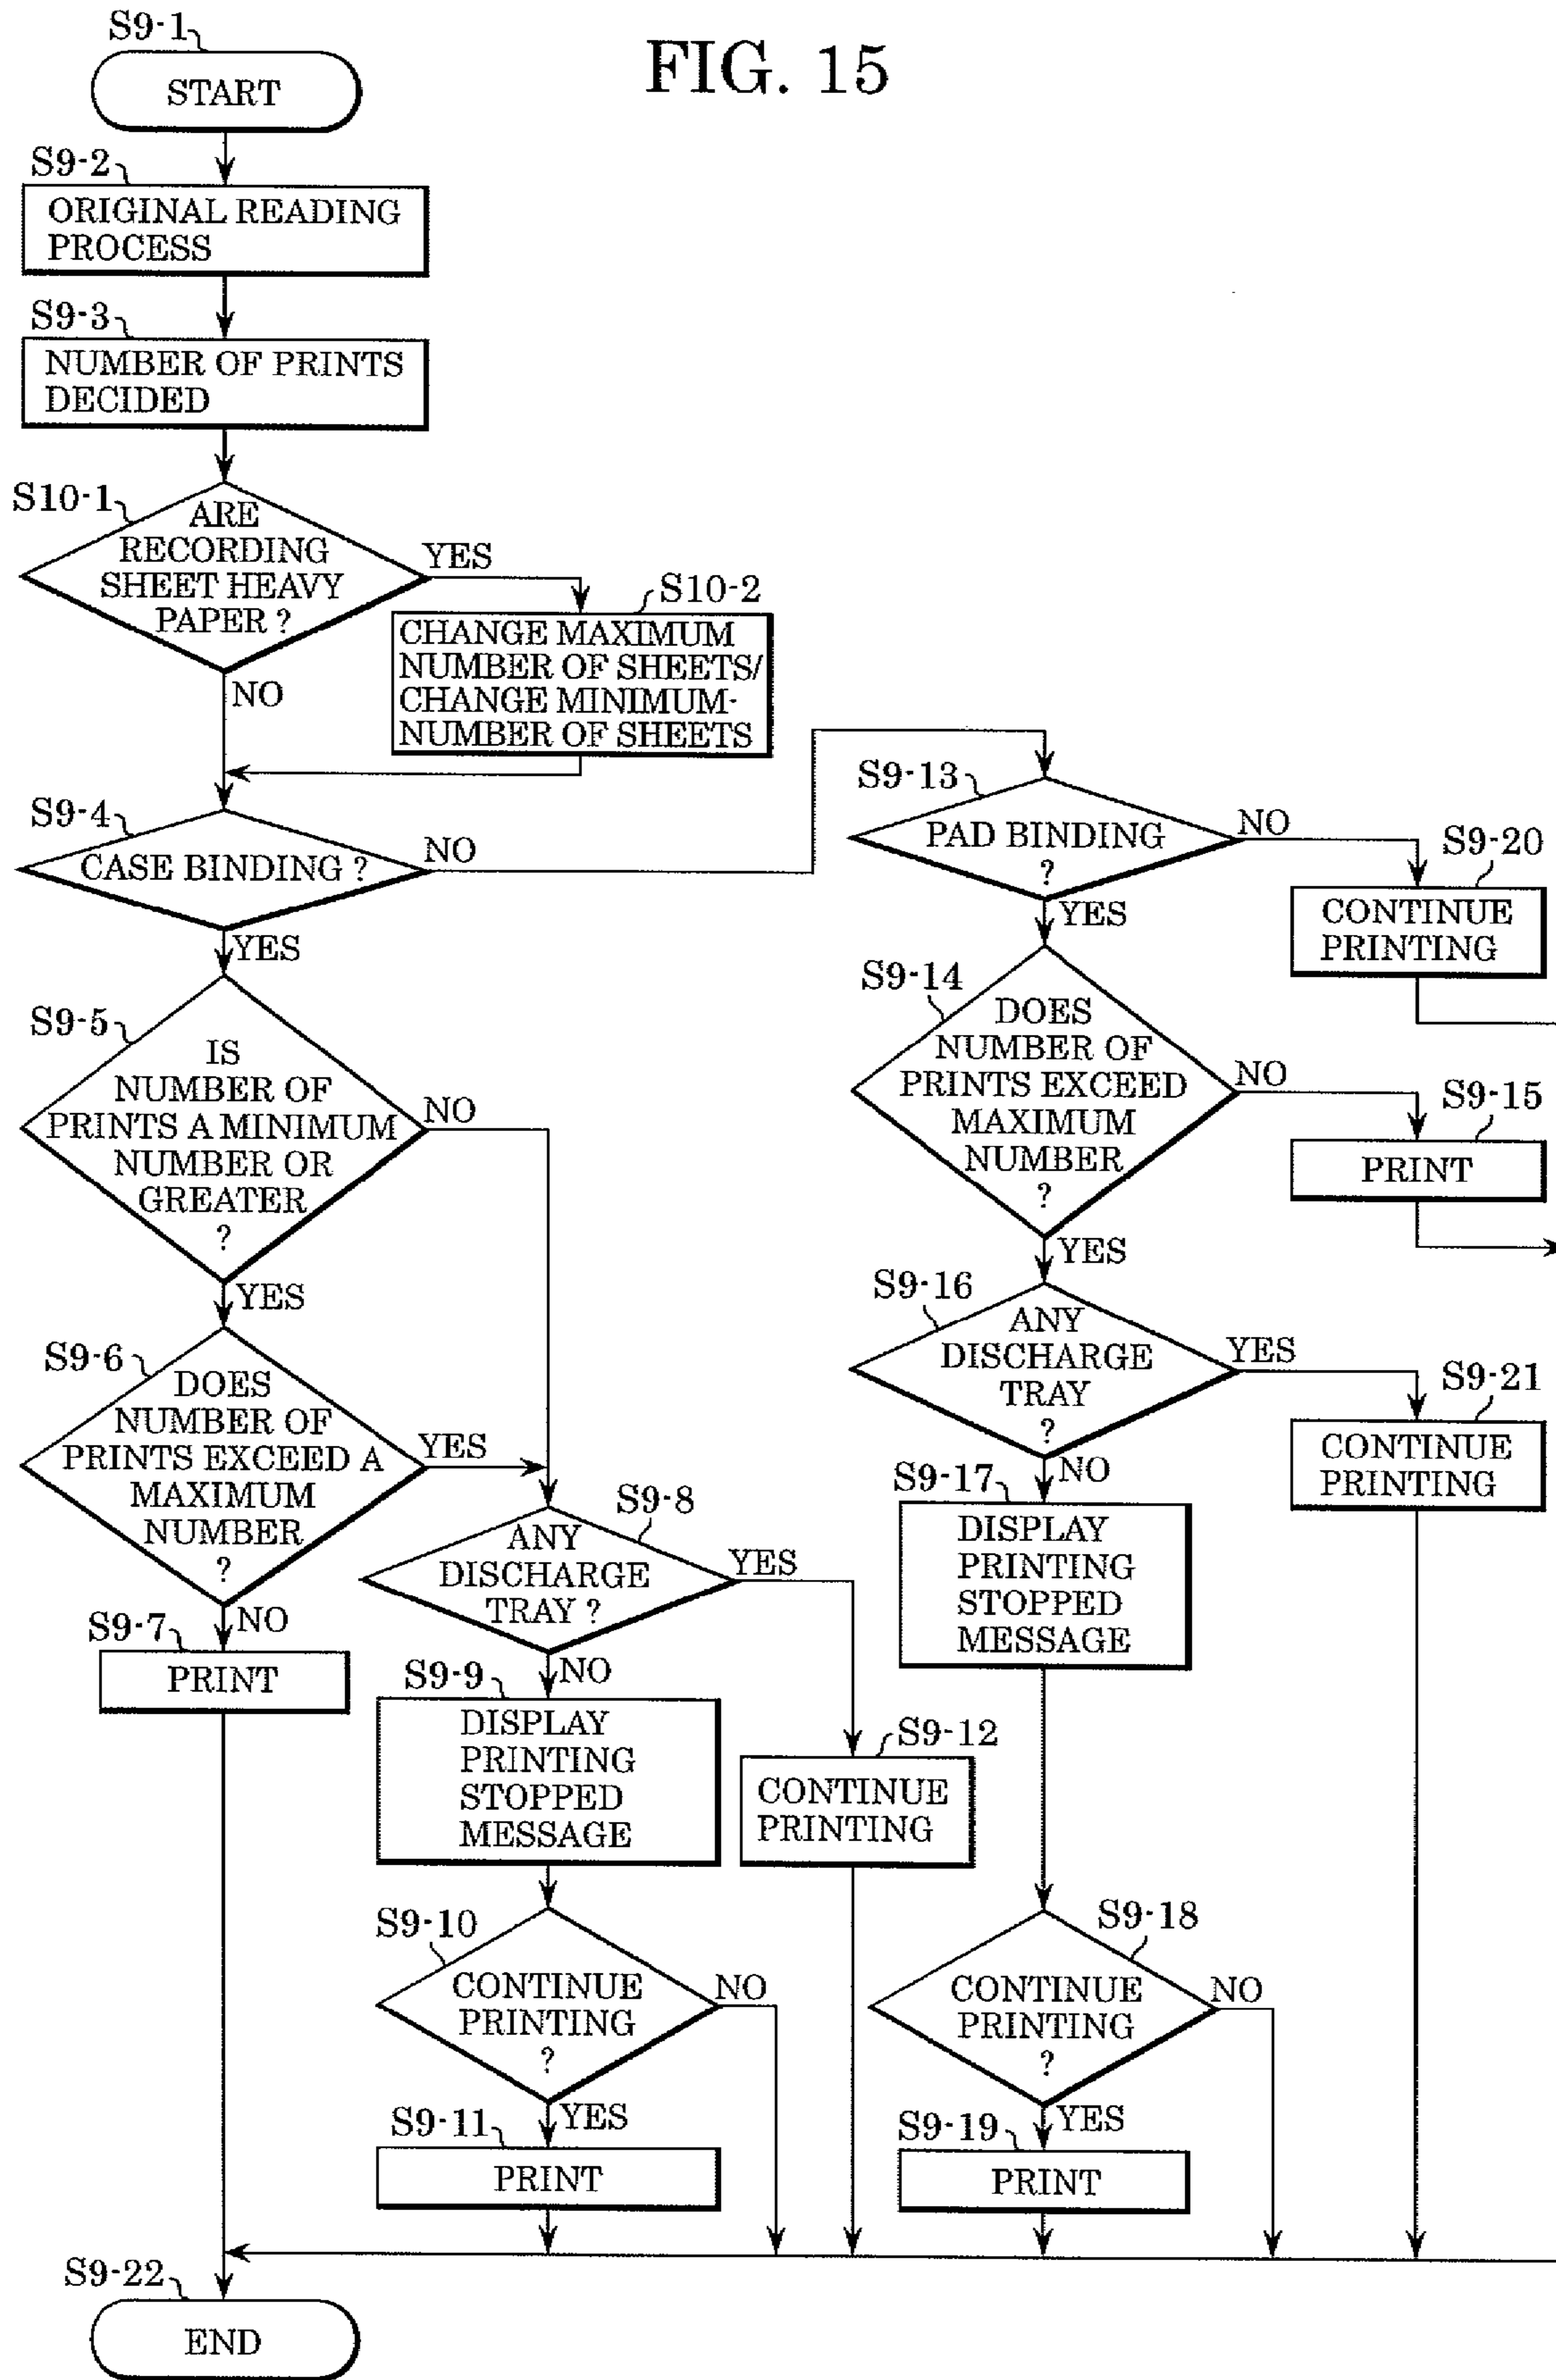 FIG. 15
S9-1
START
S9-2
ORIGINAL READING
PROCESS
S9-3
NUMBER OF PRINTS
DECIDED
S10-1
ARE
RECORDING
SHEET HEAVY
PAPER ?
YES
NO
S10-2
CHANGE MAXIMUM
NUMBER OF SHEETS/
CHANGE MINIMUM-
NUMBER OF SHEETS
S9-4
CASE BINDING ?
NO
YES
S9-5
IS
NUMBER OF
PRINTS A MINIMUM
NUMBER OR
GREATER
?
NO
YES
S9-6
DOES
NUMBER OF
PRINTS EXCEED A
MAXIMUM
NUMBER
?
YES
NO
S9-7
PRINT
S9-8
ANY
DISCHARGE
TRAY ?
YES
NO
S9-9
DISPLAY
PRINTING
STOPPED
MESSAGE
S9-12
CONTINUE
PRINTING
S9-10
CONTINUE
PRINTING
?
NO
YES
S9-11
PRINT
S9-13
PAD BINDING
?
NO
YES
S9-20
CONTINUE
PRINTING
S9-14
DOES
NUMBER OF
PRINTS EXCEED
MAXIMUM
NUMBER
?
NO
YES
S9-15
PRINT
S9-16
ANY
DISCHARGE
TRAY
?
YES
NO
S9-21
CONTINUE
PRINTING
S9-17
DISPLAY
PRINTING
STOPPED
MESSAGE
S9-18
CONTINUE
PRINTING
?
NO
YES
S9-19
PRINT
S9-22
END